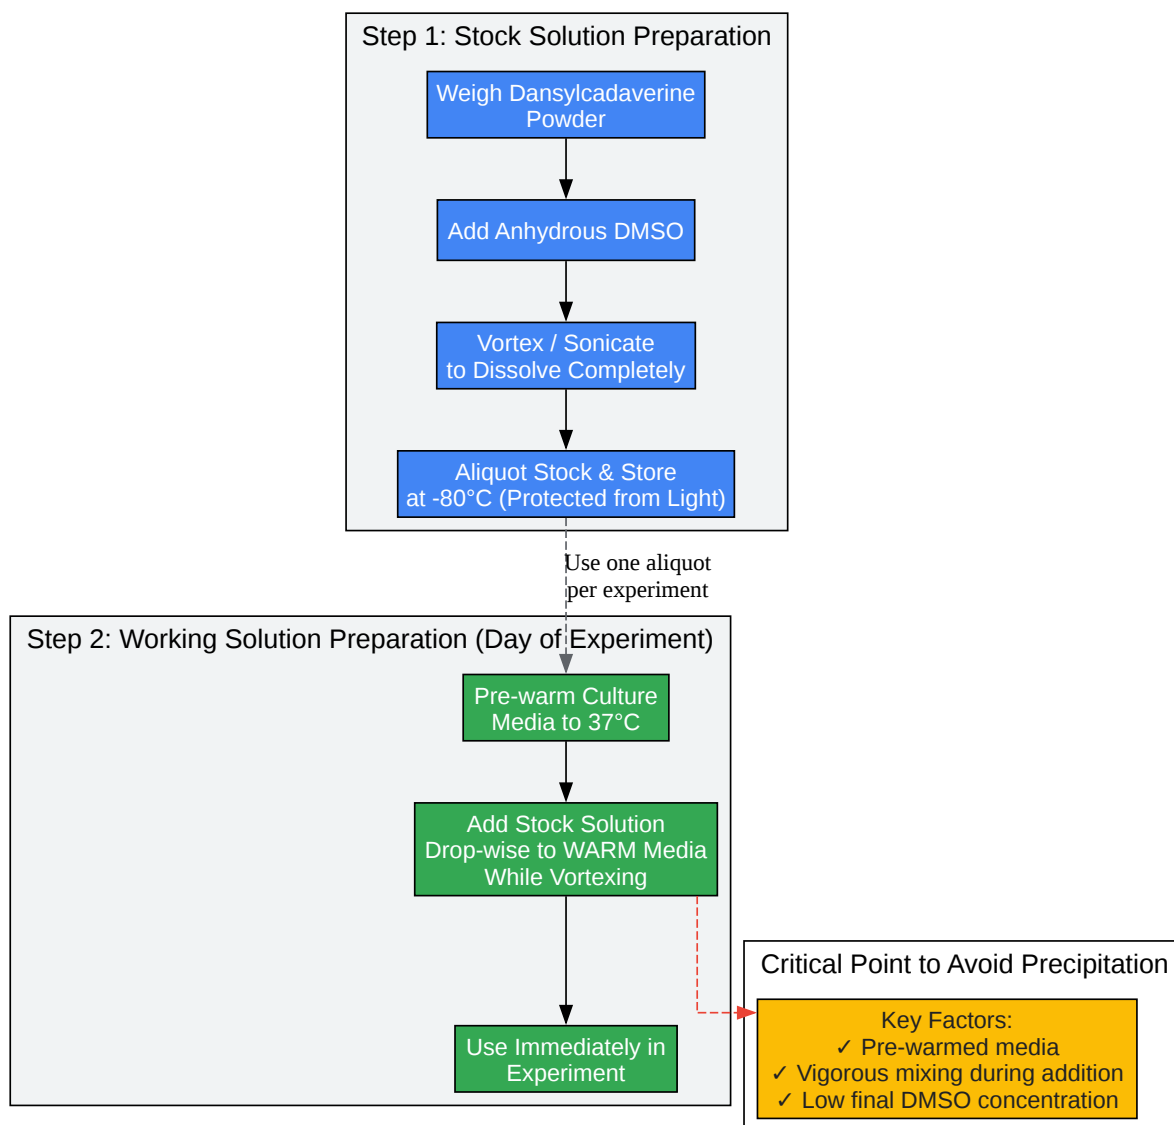 Step 1: Stock Solution Preparation
Weigh Dansylcadaverine
Powder
Add Anhydrous DMSO
Vortex / Sonicate
to Dissolve Completely
Aliquot Stock & Store
at -80°C (Protected from Light)
Use one aliquot
per experiment
Step 2: Working Solution Preparation (Day of Experiment)
Pre-warm Culture
Media to 37°C
Add Stock Solution
Drop-wise to WARM Media
While Vortexing
Use Immediately in
Experiment
Critical Point to Avoid Precipitation
Key Factors:
✓ Pre-warmed media
✓ Vigorous mixing during addition
✓ Low final DMSO concentration